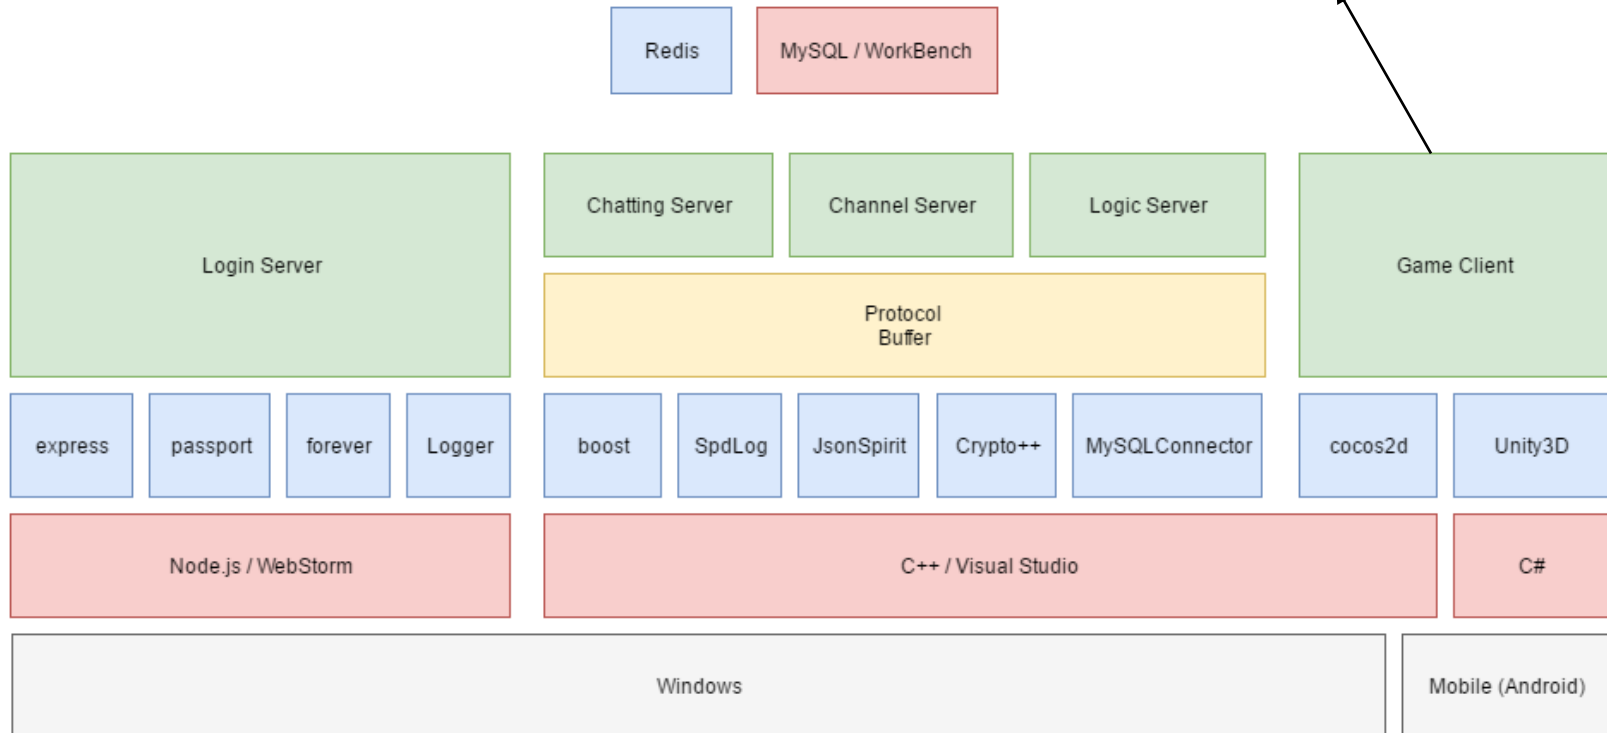 Redis
MySQL / WorkBench
Login Server
Chatting Server
Channel Server
Logic Server
Game Client
Protocol
Buffer
express
passport
forever
Logger
boost
SpdLog
JsonSpirit
Crypto++
MySQLConnector
cocos2d
Unity3D
Node.js / WebStorm
C++ / Visual Studio
C#
Windows
Mobile (Android)